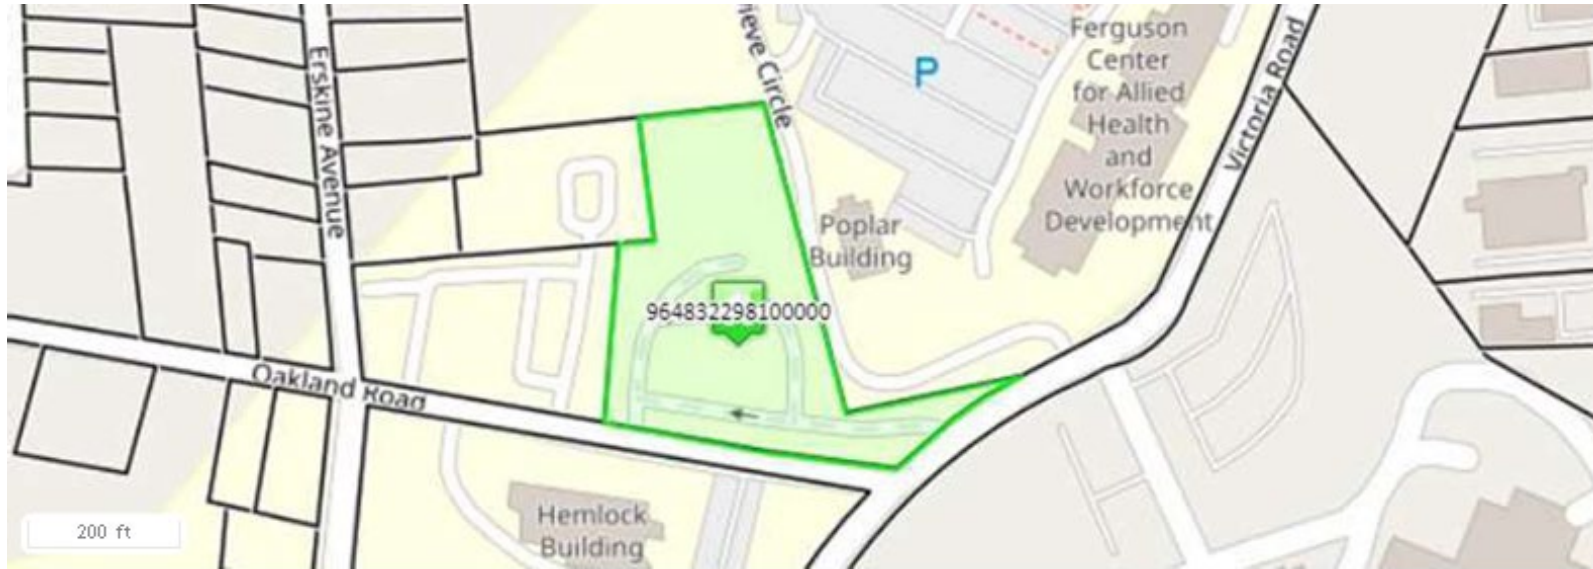 Erskine Avenue
ieve Circle
P
Ferguson
Center
for Allied
Health
and
Workforce
Development
Victoria Road
Poplar
Building
964832298100000
Oakland Road
Hemlock
Building
200 ft